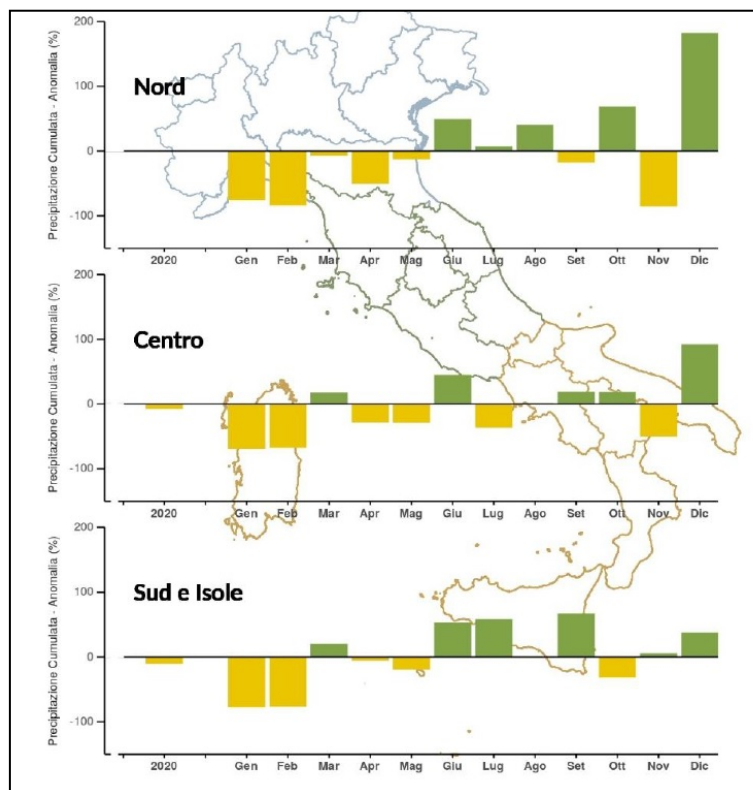 Precipitazione Cumulata - Anomalia (%)
200
100
0
-100
Nord
2020 Gen Feb Mar Apr Mag Giu Lug Ago Set Ott Nov Dic
Precipitazione Cumulata - Anomalia (%)
200
100
0
-100
Centro
2020 Gen Feb Mar Apr Mag Giu Lug Ago Set Ott Nov Dic
Precipitazione Cumulata - Anomalia (%)
200
100
0
-100
Sud e Isole
2020 Gen Feb Mar Apr Mag Giu Lug Ago Set Ott Nov Dic